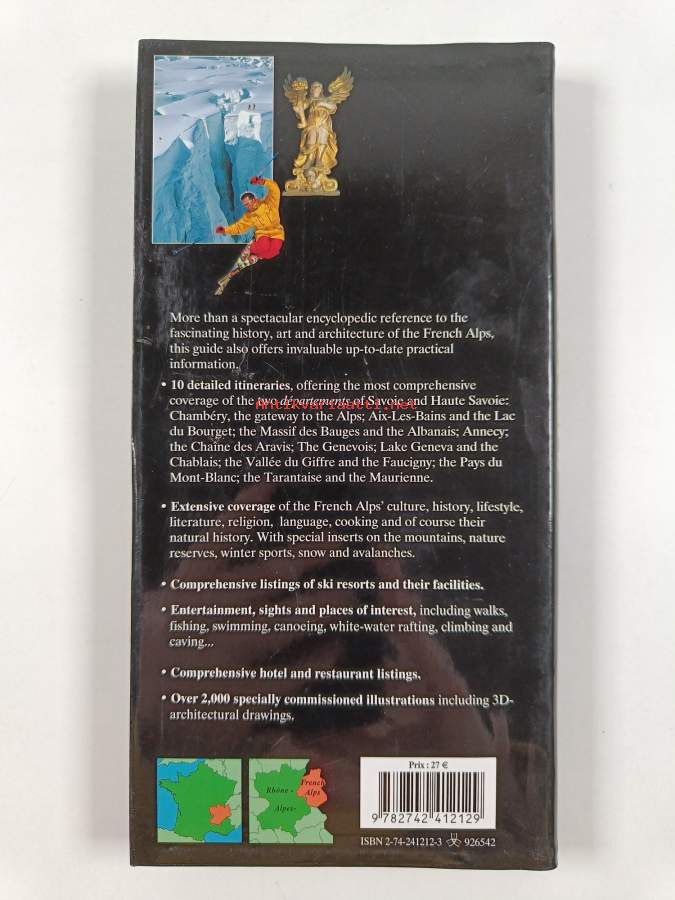 More than a spectacular encyclopedic reference to the
fascinating history, art and architecture of the French Alps,
this guide also offers invaluable up-to-date practical
information.
• 10 detailed itineraries, offering the most comprehensive
coverage of the two départements of Savoie and Haute Savoie:
antikvariaatti.net
Chambéry, the gateway to the Alps; Aix-Les-Bains and the Lac
du Bourget; the Massif des Bauges and the Albanais; Annecy;
the Chaine des Aravis; The Genevois; Lake Geneva and the
Chablais; the Vallée du Giffre and the Faucigny; the Pays du
Mont-Blanc; the Tarantaise and the Maurienne.
• Extensive coverage of the French Alps' culture, history, lifestyle,
literature, religion, language, cooking and of course their
natural history. With special inserts on the mountains, nature
reserves, winter sports, snow and avalanches.
• Comprehensive listings of ski resorts and their facilities.
• Entertainment, sights and places of interest, including walks,
fishing, swimming, canoeing, white-water rafting, climbing and
caving...
• Comprehensive hotel and restaurant listings.
• Over 2,000 specially commissioned illustrations including 3D-
architectural drawings.
Rhône -
Alpes-
French
Alps
Prix : 27 €
9 782742 412129
ISBN 2-74-241212-3 926542